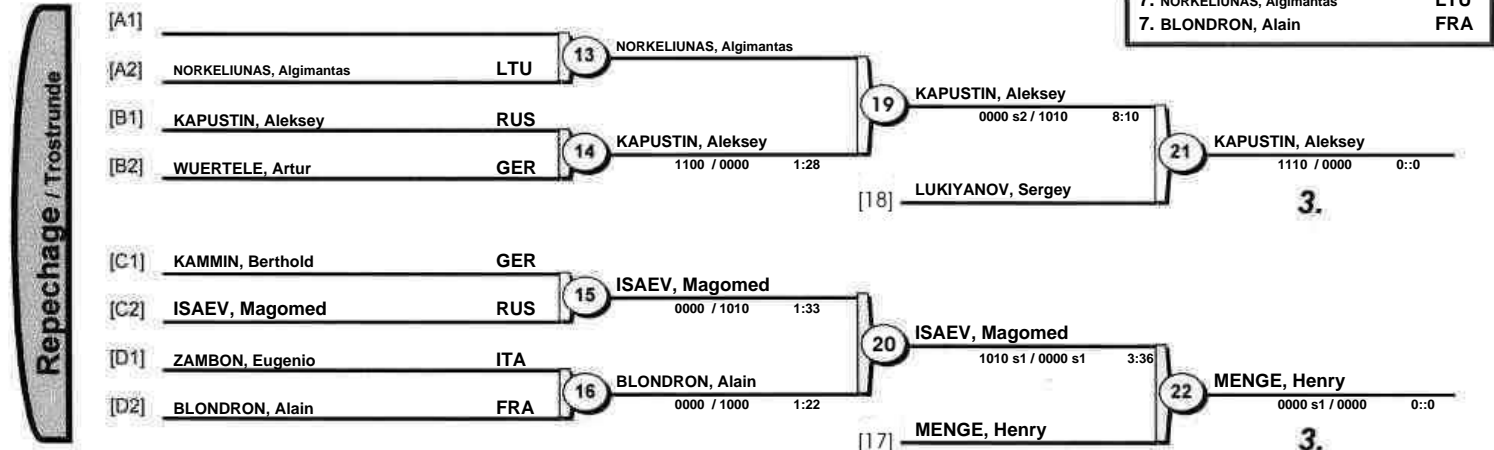 7. NORKELIUNAS, Algimantas LTU
7. BLONDRON, Alain FRA
Repechage / Trostrunde
[A1]
[A2] NORKELIUNAS, Algimantas LTU
13 NORKELIUNAS, Algimantas
[B1] KAPUSTIN, Aleksey RUS
[B2] WUERTELE, Artur GER
14 KAPUSTIN, Aleksey
1100 / 0000 1:28
19 KAPUSTIN, Aleksey
0000 s2 / 1010 8:10
[18] LUKIYANOV, Sergey
21 KAPUSTIN, Aleksey
1110 / 0000 0::0
3.
[C1] KAMMIN, Berthold GER
[C2] ISAEV, Magomed RUS
15 ISAEV, Magomed
0000 / 1010 1:33
[D1] ZAMBON, Eugenio ITA
[D2] BLONDRON, Alain FRA
16 BLONDRON, Alain
0000 / 1000 1:22
20 ISAEV, Magomed
1010 s1 / 0000 s1 3:36
[17] MENGE, Henry
22 MENGE, Henry
0000 s1 / 0000 0::0
3.